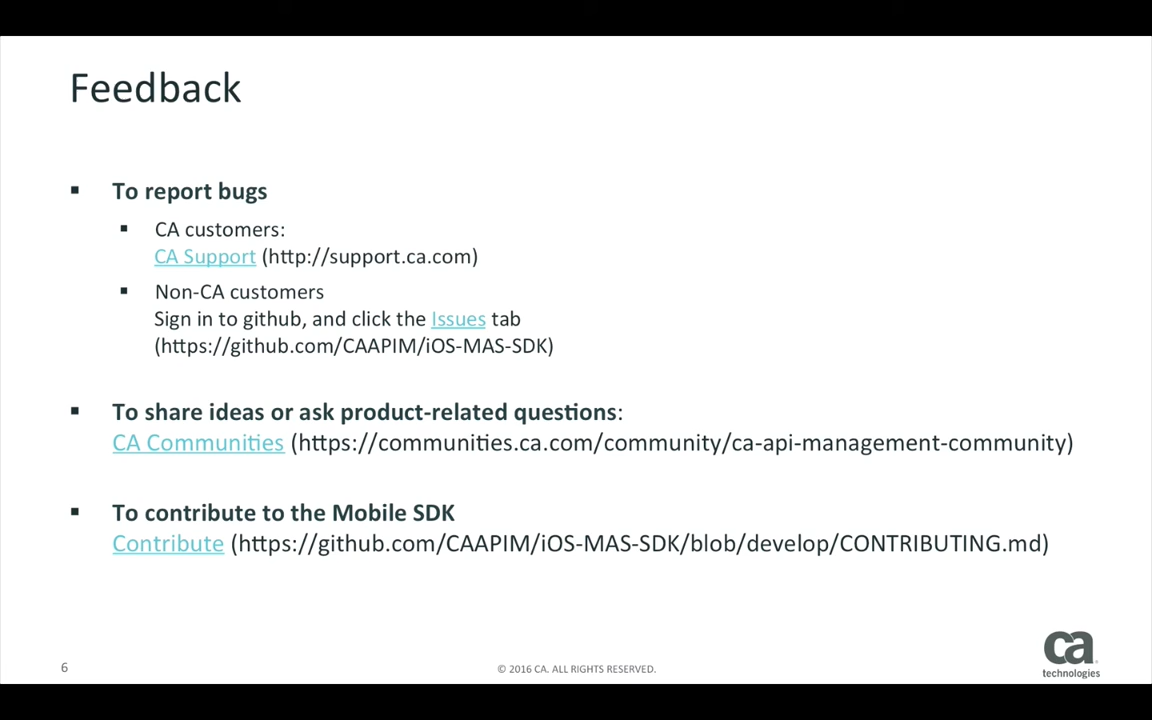 Feedback
▪ To report bugs
▪ CA customers:
CA Support (http://support.ca.com)
▪ Non-CA customers
Sign in to github, and click the Issues tab
(https://github.com/CAAPIM/iOS-MAS-SDK)
▪ To share ideas or ask product-related questions:
CA Communities (https://communities.ca.com/community/ca-api-management-community)
▪ To contribute to the Mobile SDK
Contribute (https://github.com/CAAPIM/iOS-MAS-SDK/blob/develop/CONTRIBUTING.md)
6
© 2016 CA. ALL RIGHTS RESERVED.
ca
technologies